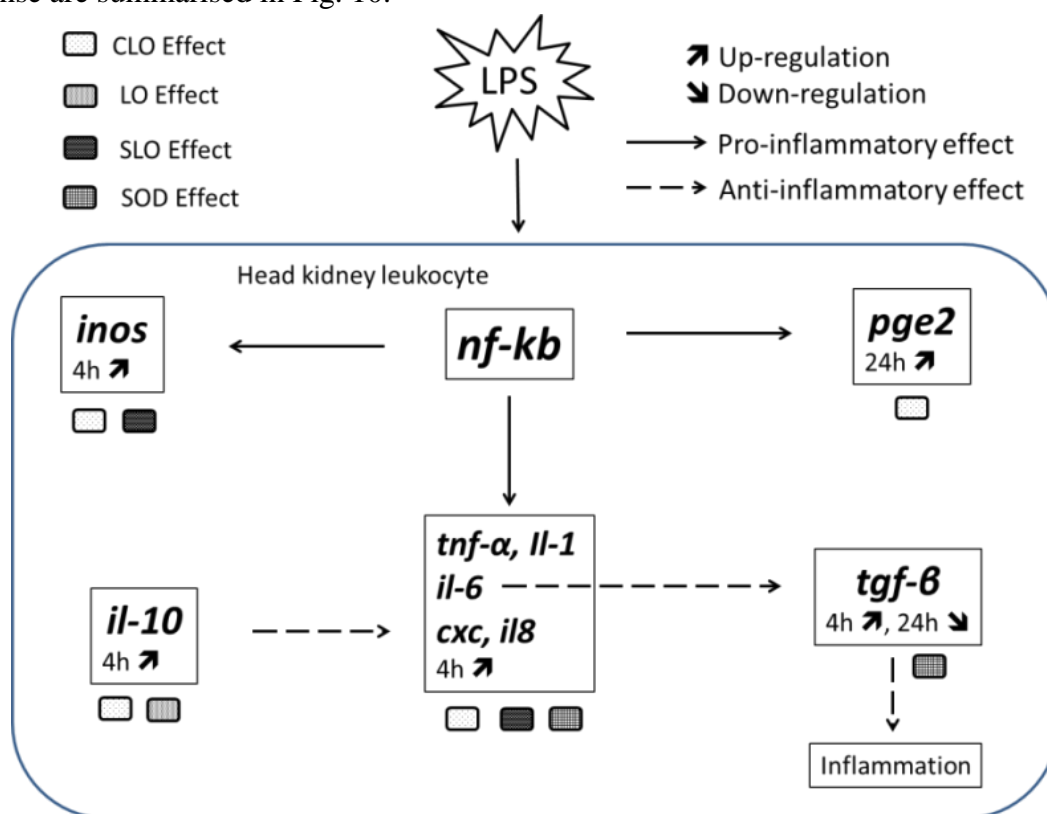 nse are summarised in Fig. 10.
CLO Effect
LO Effect
SLO Effect
SOD Effect
LPS
Up-regulation
Down-regulation
Pro-inflammatory effect
Anti-inflammatory effect
Head kidney leukocyte
inos
4h
nf-kb
pge2
24h
il-10
4h
tnf-α, Il-1
il-6
cxc, il8
4h
tgf-β
4h , 24h
Inflammation